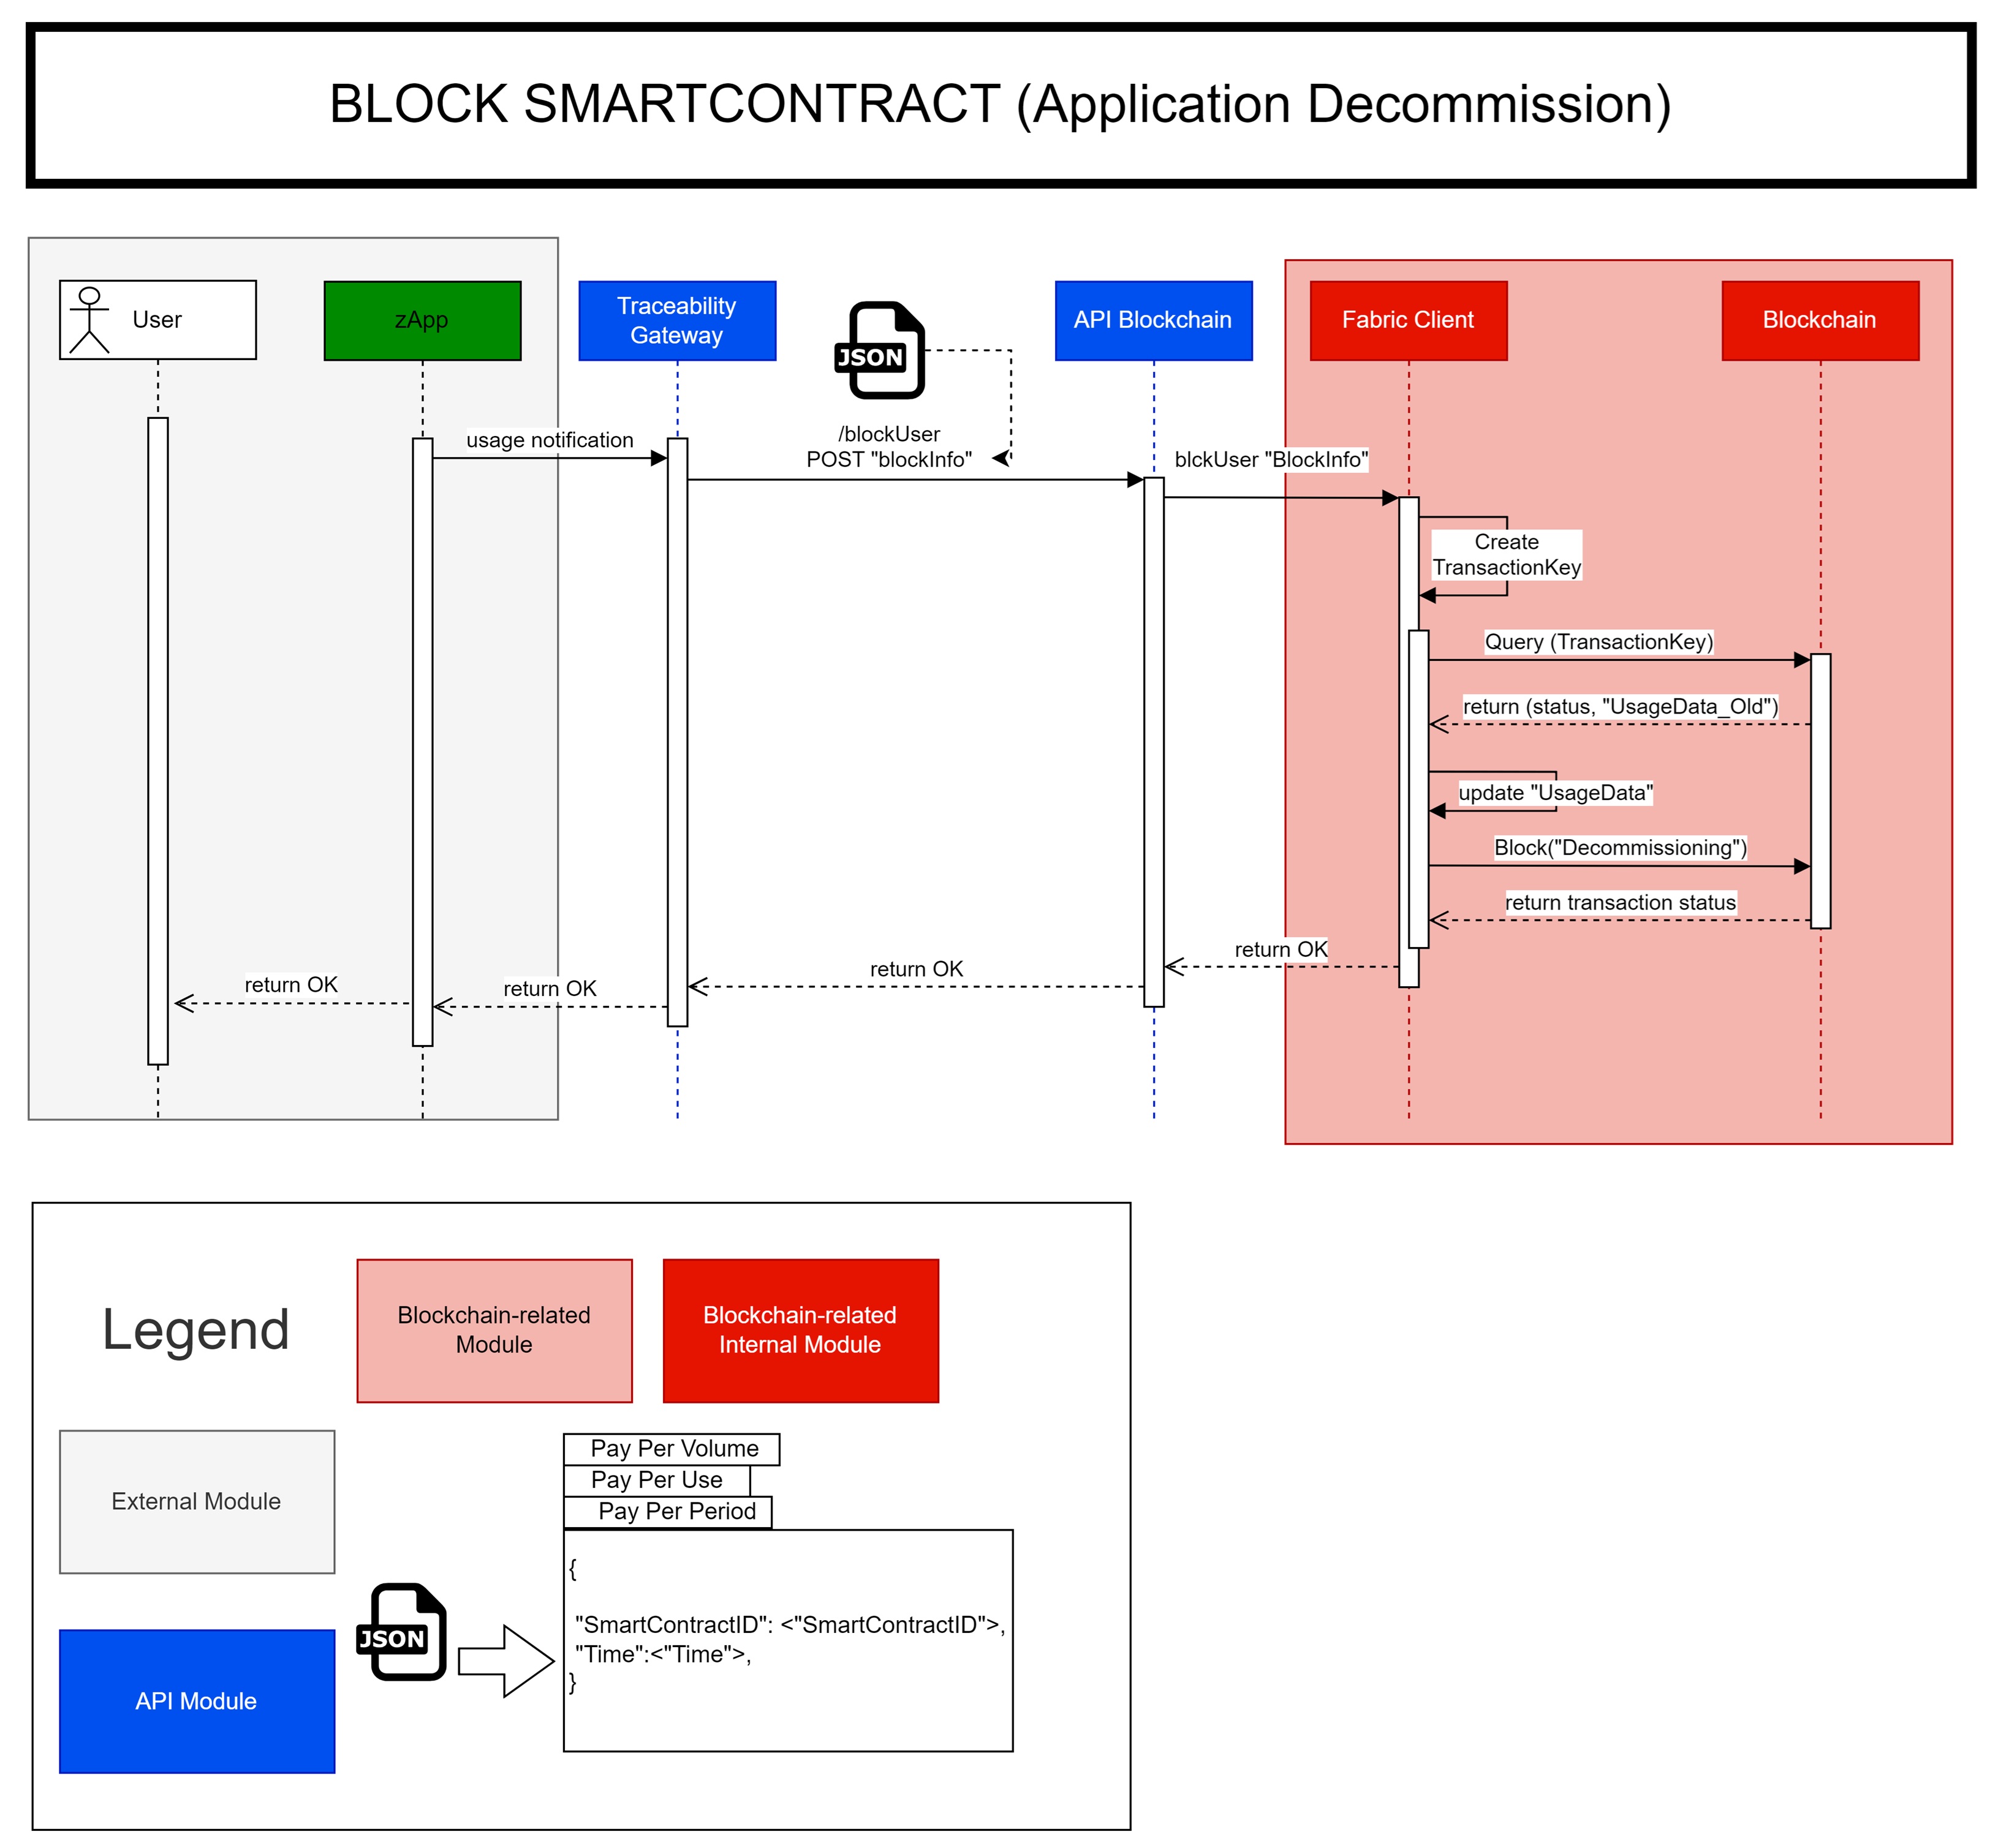 BLOCK SMARTCONTRACT (Application Decommission)
User
zApp
Traceability
Gateway
JSON
API Blockchain
Fabric Client
Blockchain
usage notification
/blockUser
POST "blockInfo"
blckUser "BlockInfo"
Create
TransactionKey
Query (TransactionKey)
return (status, "UsageData_Old")
update "UsageData"
Block("Decommissioning")
return transaction status
return OK
return OK
return OK
return OK
Legend
Blockchain-related
Module
Blockchain-related
Internal Module
External Module
API Module
JSON
Pay Per Volume
Pay Per Use
Pay Per Period
{
"SmartContractID": <"SmartContractID">,
"Time":<"Time">,
}